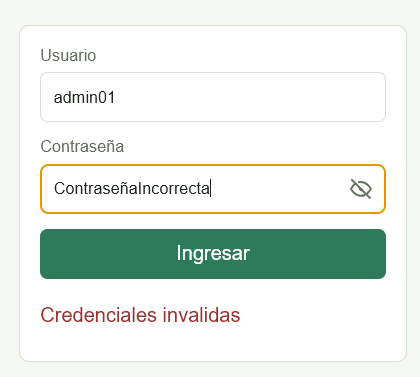 Usuario
admin01
Contraseña
ContraseñaIncorrecta
Ingresar
Credenciales invalidas